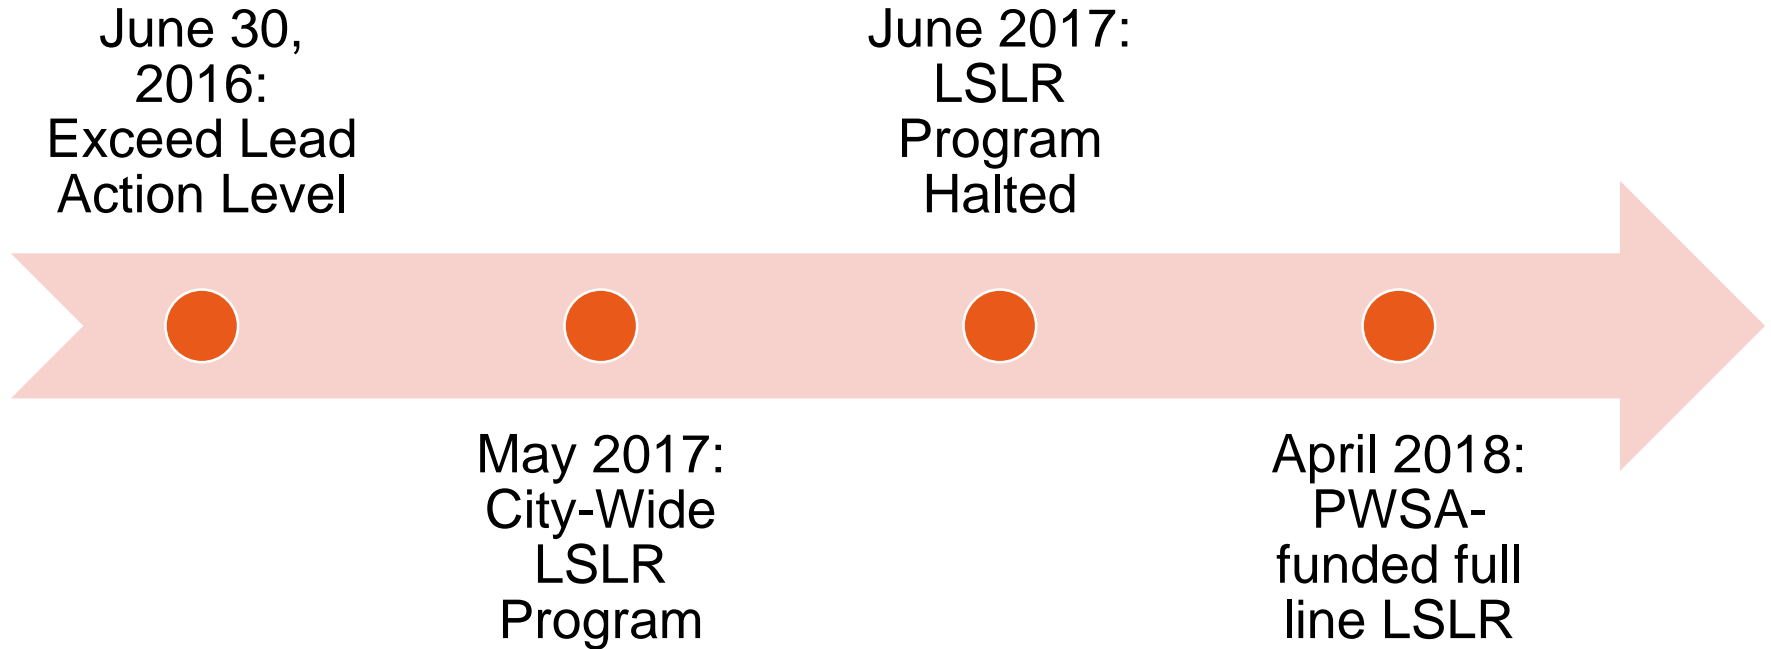 June 30,
2016:
Exceed Lead
Action Level
May 2017:
City-Wide
LSLR
Program
June 2017:
LSLR
Program
Halted
April 2018:
PWSA-
funded full
line LSLR